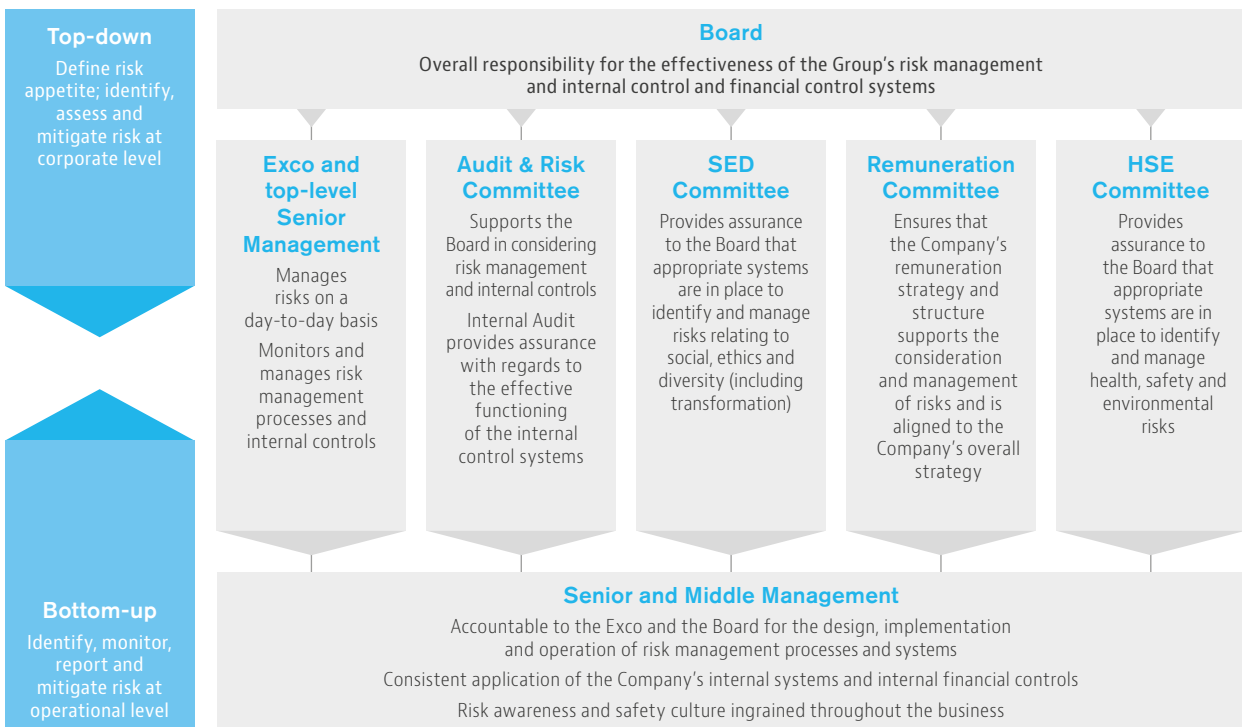 Top-down
Define risk
appetite; identify,
assess and
mitigate risk at
corporate level
Board
Overall responsibility for the effectiveness of the Group's risk management
and internal control and financial control systems
Exco and
top-level
Senior
Management
Manages
risks on a
day-to-day basis
Monitors and
manages risk
management
processes and
internal controls
Audit & Risk
Committee
Supports the
Board in considering
risk management
and internal controls
Internal Audit
provides assurance
with regards to
the effective
functioning
of the internal
control systems
SED
Committee
Provides assurance
to the Board that
appropriate systems
are in place to
identify and manage
risks relating to
social, ethics and
diversity (including
transformation)
Remuneration
Committee
Ensures that
the Company's
remuneration
strategy and
structure
supports the
consideration
and management
of risks and is
aligned to the
Company's overall
strategy
HSE
Committee
Provides
assurance to
the Board that
appropriate
systems are in
place to identify
and manage
health, safety and
environmental
risks
Bottom-up
Identify, monitor,
report and
mitigate risk at
operational level
Senior and Middle Management
Accountable to the Exco and the Board for the design, implementation
and operation of risk management processes and systems
Consistent application of the Company's internal systems and internal financial controls
Risk awareness and safety culture ingrained throughout the business